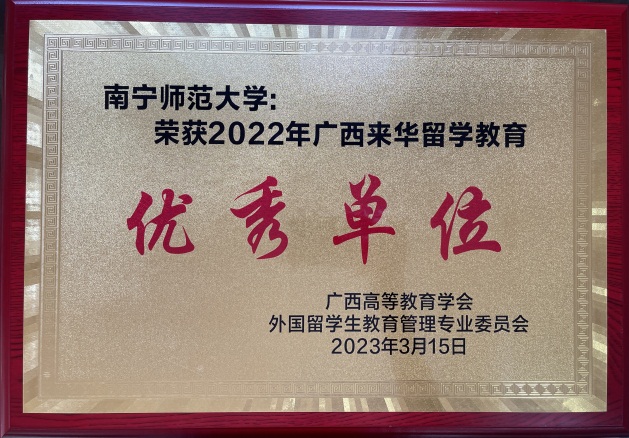 南宁师范大学:
荣获2022年广西来华留学教育
优秀单位
广西高等教育学会
外国留学生教育管理专业委员会
2023年3月15日